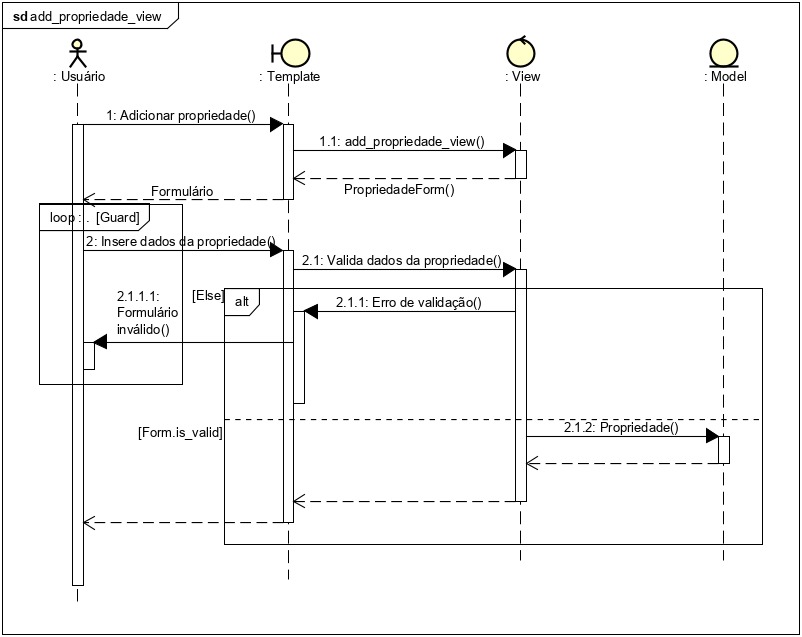 sd add_propriedade_view
: Usuário
: Template
: View
: Model
1: Adicionar propriedade()
1.1: add_propriedade_view()
PropriedadeForm()
Formulário
loop : . [Guard]
2: Insere dados da propriedade()
2.1: Valida dados da propriedade()
[Else]
alt
2.1.1: Erro de validação()
2.1.1.1:
Formulário
inválido()
[Form.is_valid]
2.1.2: Propriedade()